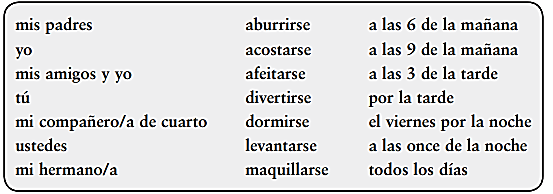 mis padres aburrirse a las 6 de la mañana
yo acostarse a las 9 de la mañana
mis amigos y yo afeitarse a las 3 de la tarde
tú divertirse por la tarde
mi compañero/a de cuarto dormirse el viernes por la noche
ustedes levantarse a las once de la noche
mi hermano/a maquillarse todos los días